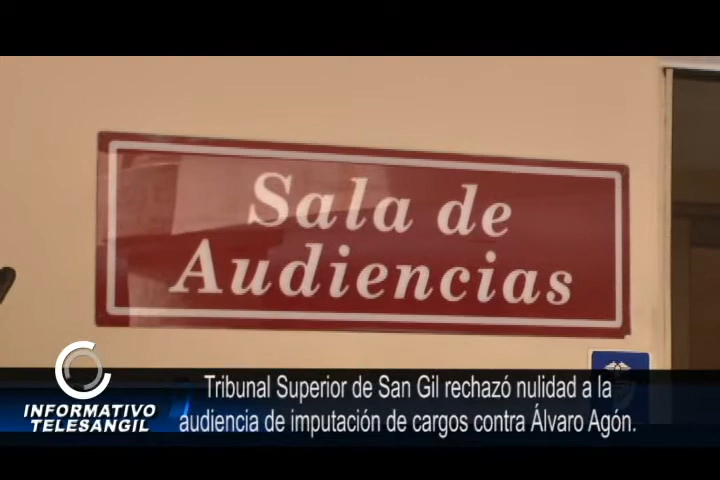 Sala de
Audiencias
Tribunal Superior de San Gil rechazó nulidad a la
audiencia de imputación de cargos contra Álvaro Agón.
INFORMATIVO
TELESANGIL